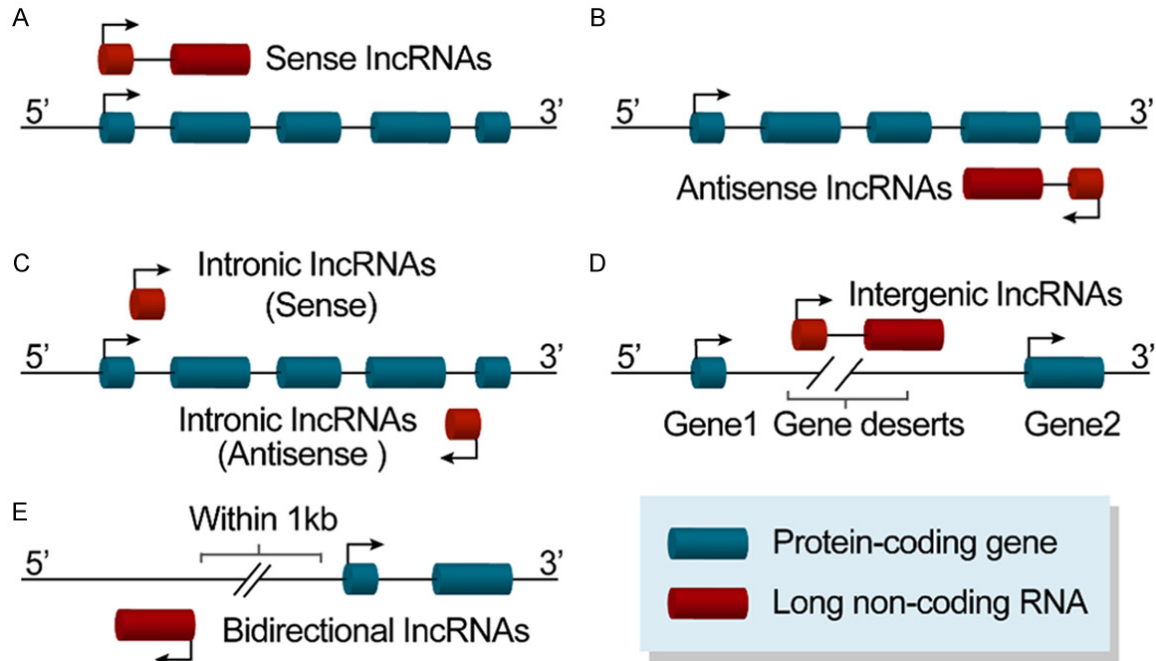 A
Sense lncRNAs
5’ 3’
B
5’ 3’
Antisense lncRNAs
C
Intronic lncRNAs
(Sense)
5’ 3’
Intronic lncRNAs
(Antisense )
D
Intergenic lncRNAs
5’ 3’
Gene1 Gene deserts Gene2
E
Within 1kb
5’ 3’
Bidirectional lncRNAs
Protein-coding gene
Long non-coding RNA